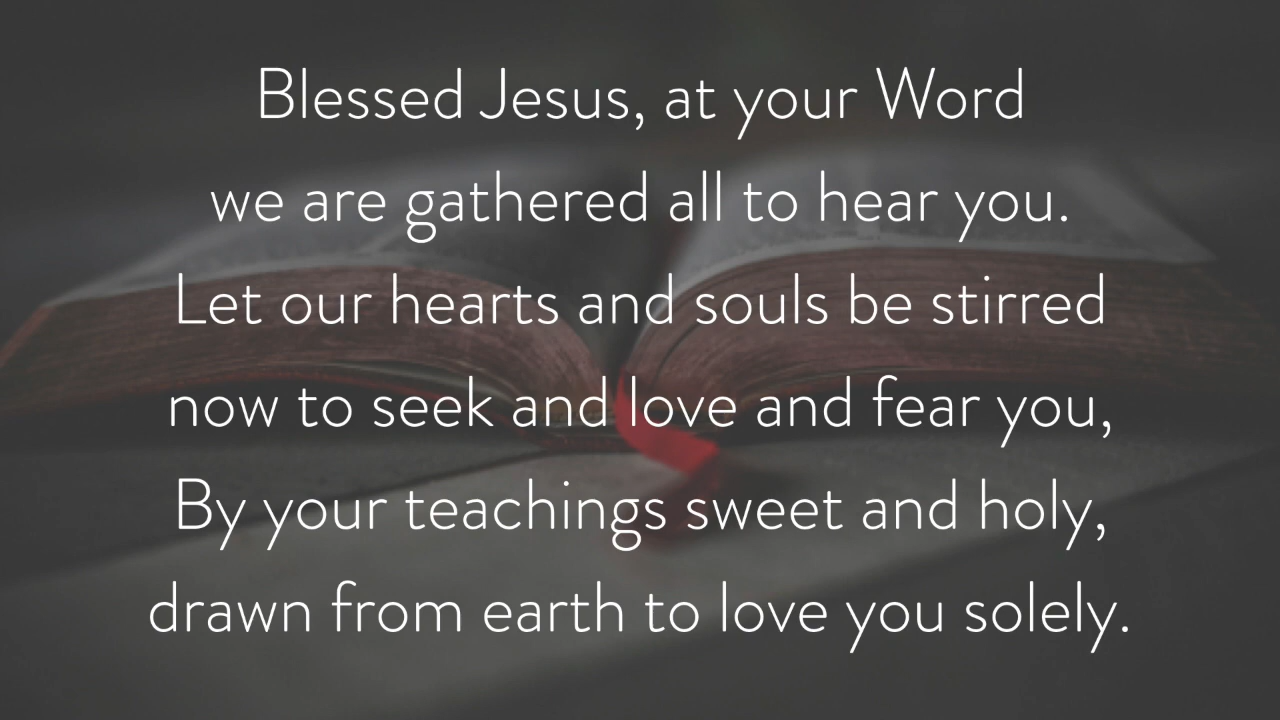 Blessed Jesus, at your Word
we are gathered all to hear you.
Let our hearts and souls be stirred
now to seek and love and fear you,
By your teachings sweet and holy,
drawn from earth to love you solely.